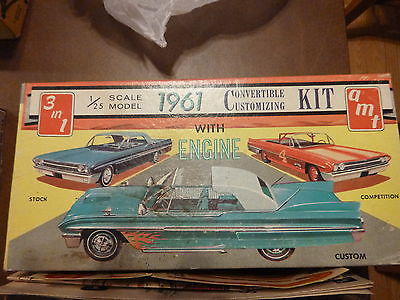 3 in 1
1/25 SCALE MODEL
1961
CONVERTIBLE CUSTOMIZING
KIT
amt
WITH
ENGINE
STOCK
4
COMPETITION
CUSTOM